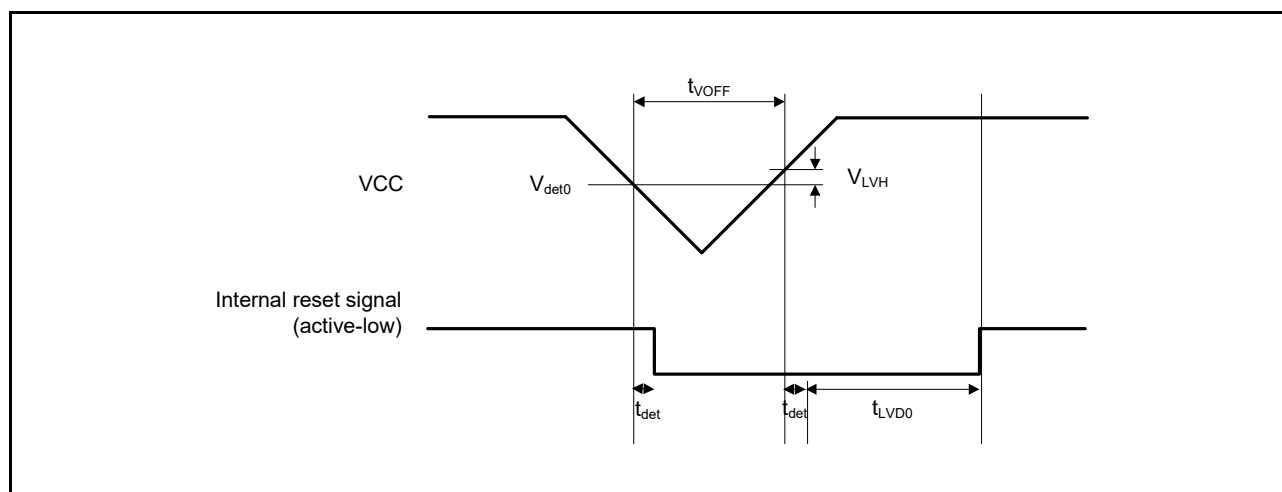 tVOFF
VCC
Vdet0
VLVH
Internal reset signal
(active-low)
tdet
tdet
tLVD0